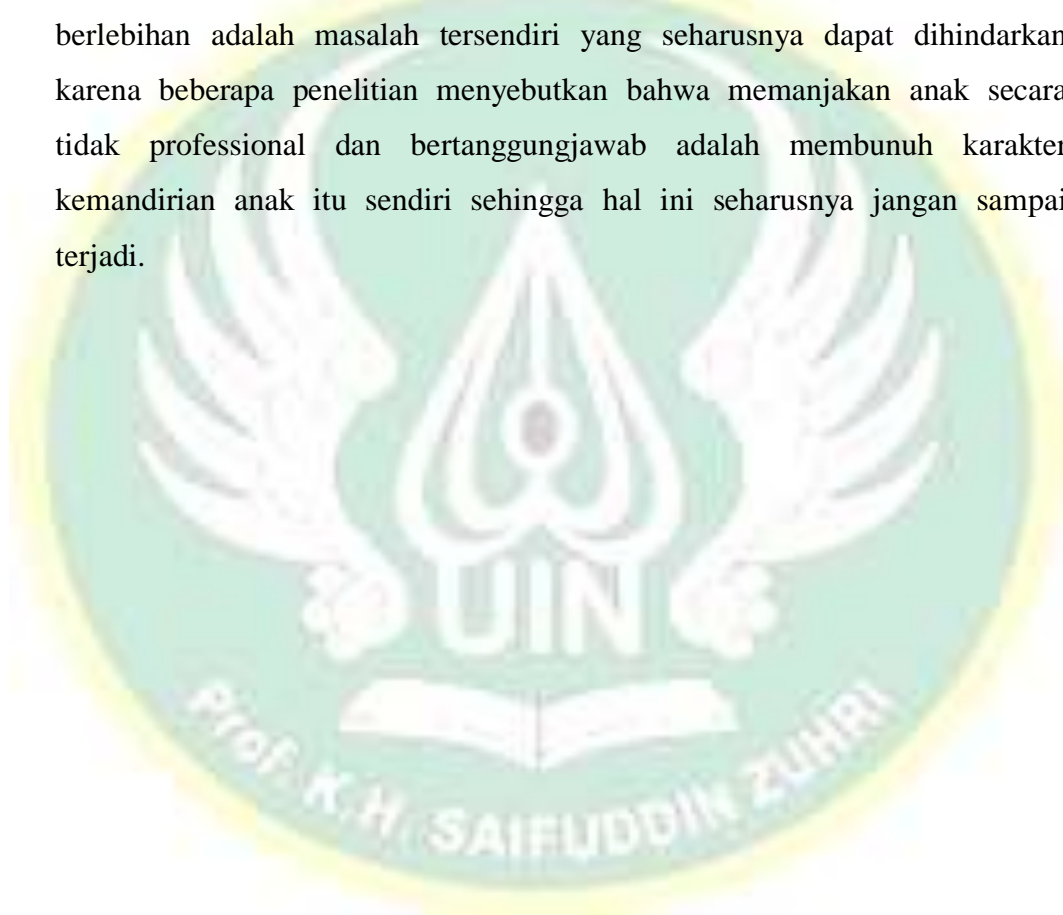 berlebihan adalah masalah tersendiri yang seharusnya dapat dihindarkan
karena beberapa penelitian menyebutkan bahwa memanjakan anak secara
tidak professional dan bertanggungjawab adalah membunuh karakter
kemandirian anak itu sendiri sehingga hal ini seharusnya jangan sampai
terjadi.
UIN
Prof. K.H. SAIFUDDIN ZUHRI